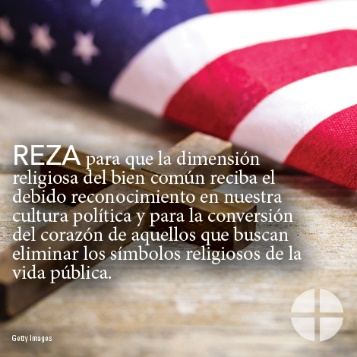 REZA para que la dimensión
religiosa del bien común reciba el
debido reconocimiento en nuestra
cultura política y para la conversión
del corazón de aquellos que buscan
eliminar los símbolos religiosos de la
vida pública.
Getty Images